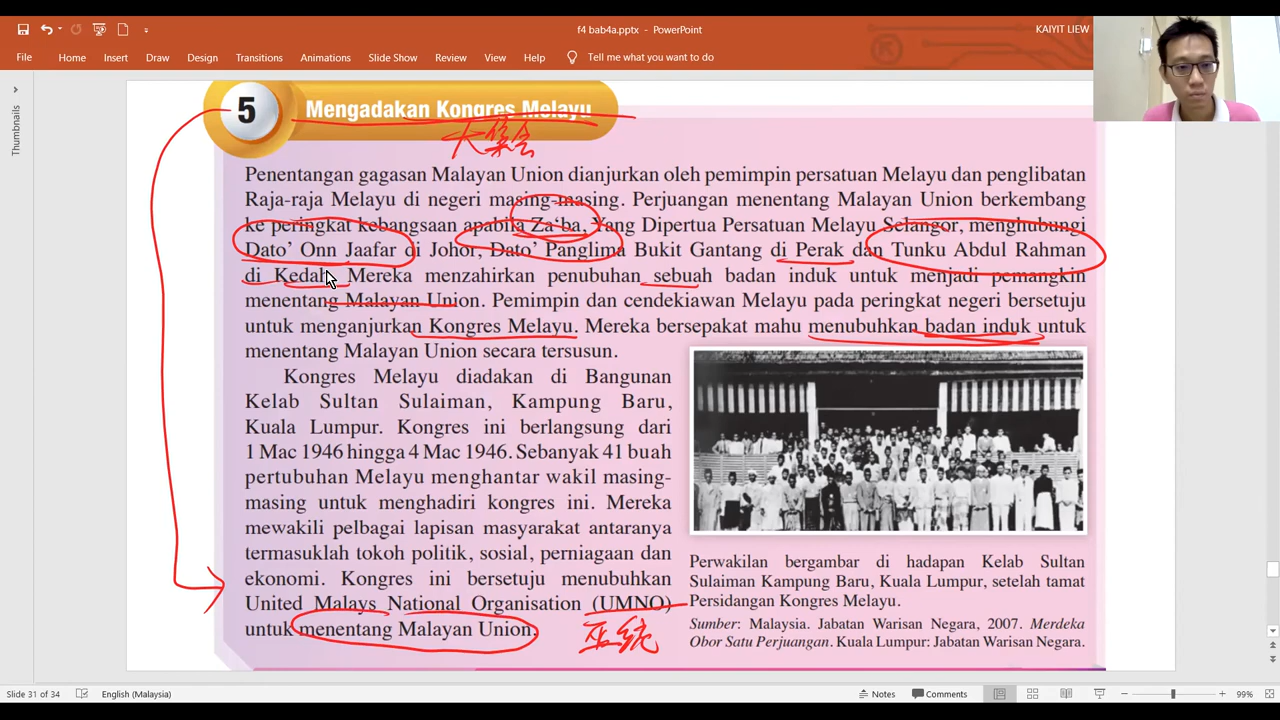 f4 bab4a.pptx - PowerPoint
KAIYIT LIEW
File Home Insert Draw Design Transitions Animations Slide Show Review View Help Tell me what you want to do
Thumbnails
5 Mengadakan Kongres Melayu
大集会
Penentangan gagasan Malayan Union dianjurkan oleh pemimpin persatuan Melayu dan penglibatan
Raja-raja Melayu di negeri masing-masing. Perjuangan menentang Malayan Union berkembang
ke peringkat kebangsaan apabila Za‘ba, Yang Dipertua Persatuan Melayu Selangor, menghubungi
Dato’ Onn Jaafar di Johor, Dato’ Panglima Bukit Gantang di Perak dan Tunku Abdul Rahman
di Kedah. Mereka menzahirkan penubuhan sebuah badan induk untuk menjadi pemangkin
menentang Malayan Union. Pemimpin dan cendekiawan Melayu pada peringkat negeri bersetuju
untuk menganjurkan Kongres Melayu. Mereka bersepakat mahu menubuhkan badan induk untuk
menentang Malayan Union secara tersusun.
Kongres Melayu diadakan di Bangunan
Kelab Sultan Sulaiman, Kampung Baru,
Kuala Lumpur. Kongres ini berlangsung dari
1 Mac 1946 hingga 4 Mac 1946. Sebanyak 41 buah
pertubuhan Melayu menghantar wakil masing-
masing untuk menghadiri kongres ini. Mereka
mewakili pelbagai lapisan masyarakat antaranya
termasuklah tokoh politik, sosial, perniagaan dan
ekonomi. Kongres ini bersetuju menubuhkan
United Malays National Organisation (UMNO)
untuk menentang Malayan Union.
巫统
Perwakilan bergambar di hadapan Kelab Sultan
Sulaiman Kampung Baru, Kuala Lumpur, setelah tamat
Persidangan Kongres Melayu.
Sumber: Malaysia. Jabatan Warisan Negara, 2007. Merdeka
Obor Satu Perjuangan. Kuala Lumpur: Jabatan Warisan Negara.
Slide 31 of 34 English (Malaysia) Notes Comments 99%